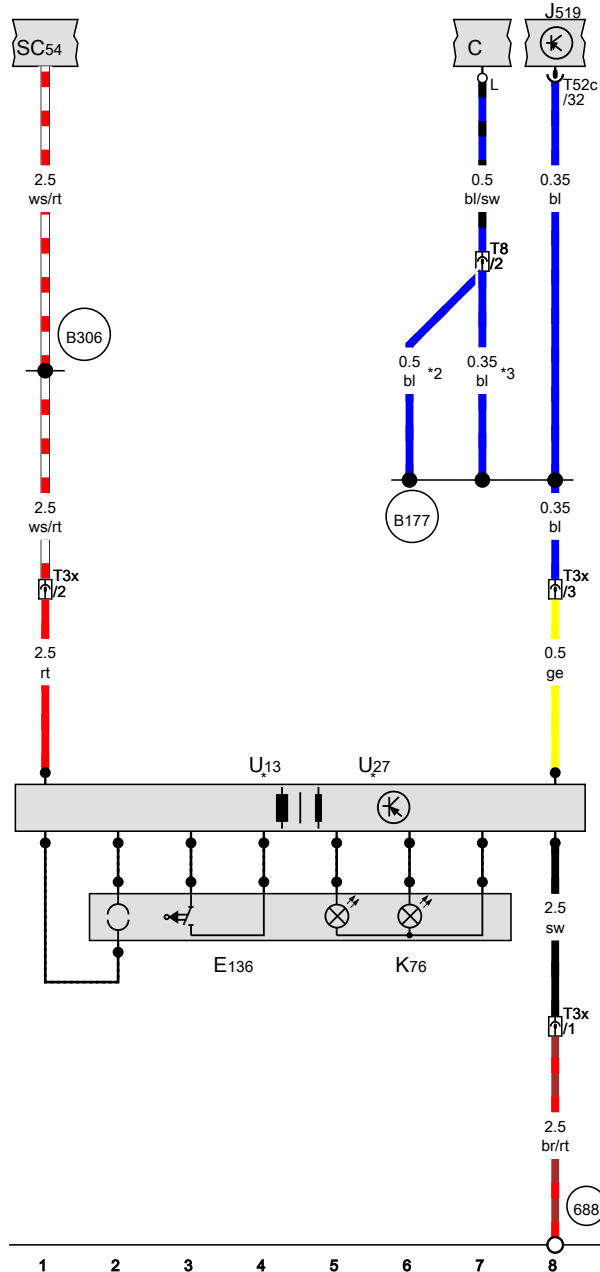 J519
SC54
C
L
T52c
/32
2.5
ws/rt
0.5
bl/sw
0.35
bl
T8
/2
B306
0.5
bl
*2
0.35
bl
*3
B177
2.5
ws/rt
0.35
bl
T3x
/2
T3x
/3
2.5
rt
0.5
ge
U13
*
U27
*
2.5
sw
E136
K76
T3x
/1
2.5
br/rt
688
1 2 3 4 5 6 7 8